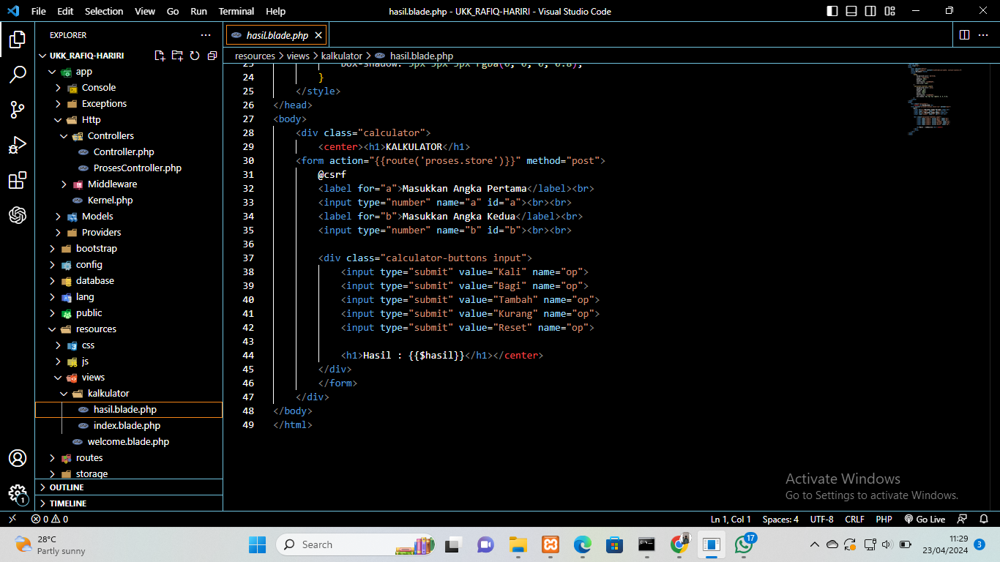 File Edit Selection View Go Run Terminal Help
hasil.blade.php - UKK_RAFIQ-HARIRI - Visual Studio Code
EXPLORER
UKK_RAFIQ-HARIRI
app
Console
Exceptions
Http
Controllers
Controller.php
ProsesController.php
Middleware
Kernel.php
Models
Providers
bootstrap
config
database
lang
public
resources
css
js
views
kalkulator
hasil.blade.php
index.blade.php
welcome.blade.php
routes
storage
OUTLINE
TIMELINE
hasil.blade.php
resources > views > kalkulator > hasil.blade.php
23 box-shadow: 5px 5px 5px rgba(0, 0, 0, 0.8);
24 }
25 </style>
26 </head>
27 <body>
28 <div class="calculator">
29 <center><h1>KALKULATOR</h1>
30 <form action="{{route('proses.store')}}" method="post">
31 @csrf
32 <label for="a">Masukkan Angka Pertama</label><br>
33 <input type="number" name="a" id="a"><br><br>
34 <label for="b">Masukkan Angka Kedua</label><br>
35 <input type="number" name="b" id="b"><br><br>
36
37 <div class="calculator-buttons input">
38 <input type="submit" value="Kali" name="op">
39 <input type="submit" value="Bagi" name="op">
40 <input type="submit" value="Tambah" name="op">
41 <input type="submit" value="Kurang" name="op">
42 <input type="submit" value="Reset" name="op">
43
44 <h1>Hasil : {{$hasil}}</h1></center>
45 </div>
46 </form>
47 </div>
48 </body>
49 </html>
Activate Windows
Go to Settings to activate Windows.
1
0 0
Ln 1, Col 1 Spaces: 4 UTF-8 CRLF PHP Go Live
28°C
Partly sunny
Search
17
11:29
23/04/2024
3